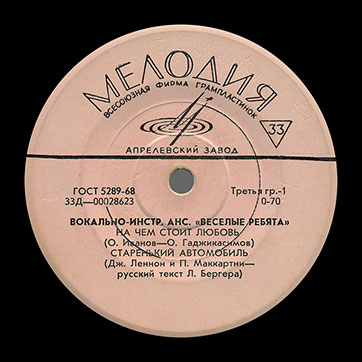 МЕЛОДИЯ
ВСЕСОЮЗНАЯ ФИРМА ГРАМПЛАСТИНОК
33
АПРЕЛЕВСКИЙ ЗАВОД
ГОСТ 5289-68
33Д—00028623
Третья гр.-1
0-70
ВОКАЛЬНО-ИНСТР. АНС. «ВЕСЕЛЫЕ РЕБЯТА»
НА ЧЕМ СТОИТ ЛЮБОВЬ
(О. Иванов—О. Гаджикасимов)
СТАРЕНЬКИЙ АВТОМОБИЛЬ
(Дж. Леннон и П. Маккартни—
русский текст Л. Бергера)